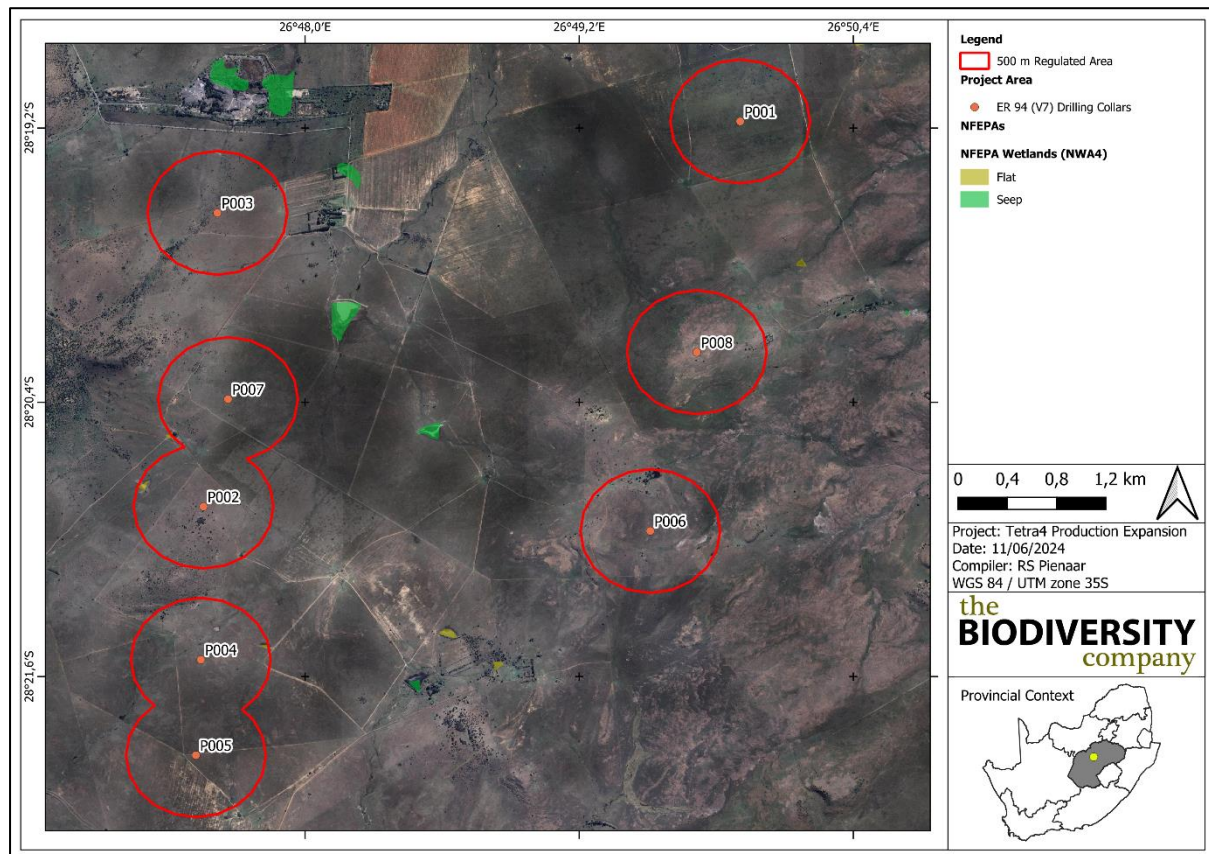 26°48,0'E
26°49,2'E
26°50,4'E
28°19,2'S
28°20,4'S
28°21,6'S
P001
P003
P008
P007
P002
P006
P004
P005
Legend
500 m Regulated Area
Project Area
ER 94 (V7) Drilling Collars
NFEPAs
NFEPA Wetlands (NWA4)
Flat
Seep
0 0,4 0,8 1,2 km
Project: Tetra4 Production Expansion
Date: 11/06/2024
Compiler: RS Pienaar
WGS 84 / UTM zone 35S
the
BIODIVERSITY
company
Provincial Context